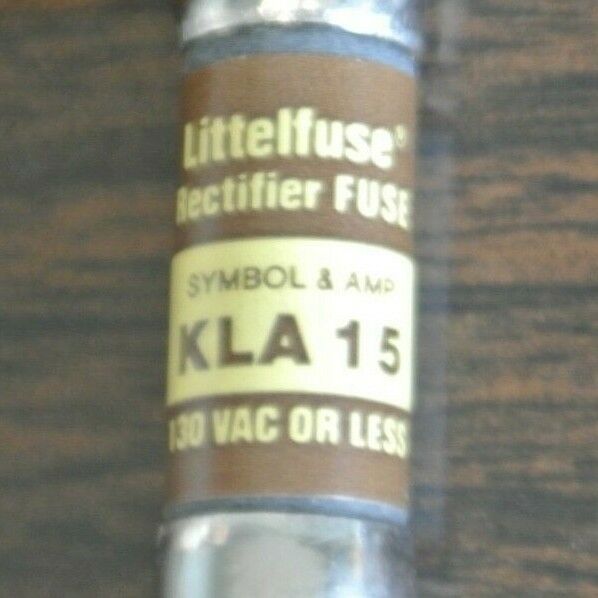 Littelfuse®
Rectifier FUSE
SYMBOL & AMP
KLA 15
130 VAC OR LESS